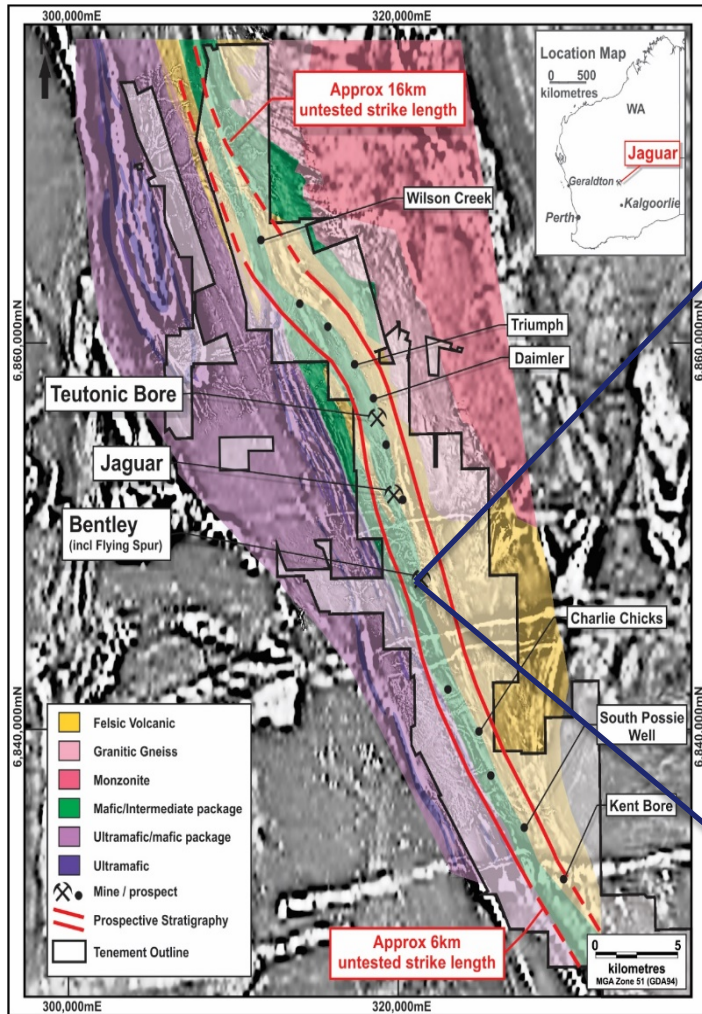 300,000mE
320,000mE
Location Map
0 500
kilometres
WA
Jaguar
Geraldton
Kalgoorlie
Perth
Approx 16km
untested strike length
Wilson Creek
6,860,000mN
6,860,000mN
Triumph
Daimler
Teutonic Bore
Jaguar
Bentley
(incl Flying Spur)
Charlie Chicks
South Possie
Well
Kent Bore
6,840,000mN
6,840,000mN
Felsic Volcanic
Granitic Gneiss
Monzonite
Mafic/Intermediate package
Ultramafic/mafic package
Ultramafic
Mine / prospect
Prospective Stratigraphy
Tenement Outline
Approx 6km
untested strike length
0 5
kilometres
MGA Zone 51 (GDA94)
300,000mE
320,000mE